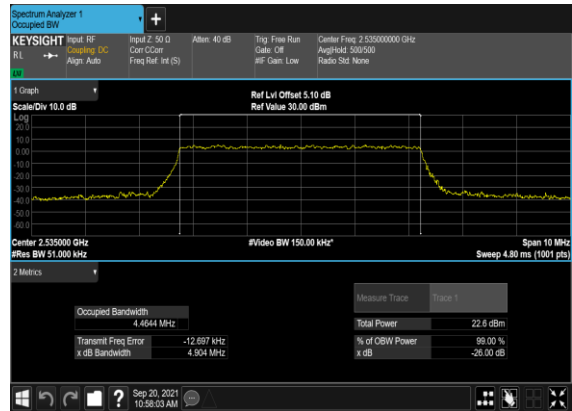 Spectrum Analyzer 1
Occupied BW
+
KEYSIGHT Input: RF Input Z: 50 Ω Atten: 40 dB Trig: Free Run Center Freq: 2.535000000 GHz
RL Coupling: DC Corr CCorr Gate: Off Avg|Hold: 500/500
Align: Auto Freq Ref: Int (S) #IF Gain: Low Radio Std: None
1 Graph
Ref Lvl Offset 5.10 dB
Scale/Div 10.0 dB Ref Value 30.00 dBm
Log
20.0
10.0
0.00
-10.0
-20.0
-30.0
-40.0
-50.0
-60.0
Center 2.535000 GHz #Video BW 150.00 kHz* Span 10 MHz
#Res BW 51.000 kHz Sweep 4.80 ms (1001 pts)
2 Metrics
Measure Trace Trace 1
Occupied Bandwidth
4.4644 MHz Total Power 22.6 dBm
Transmit Freq Error -12.697 kHz % of OBW Power 99.00 %
x dB Bandwidth 4.904 MHz x dB -26.00 dB
? Sep 20, 2021
10:58:03 AM